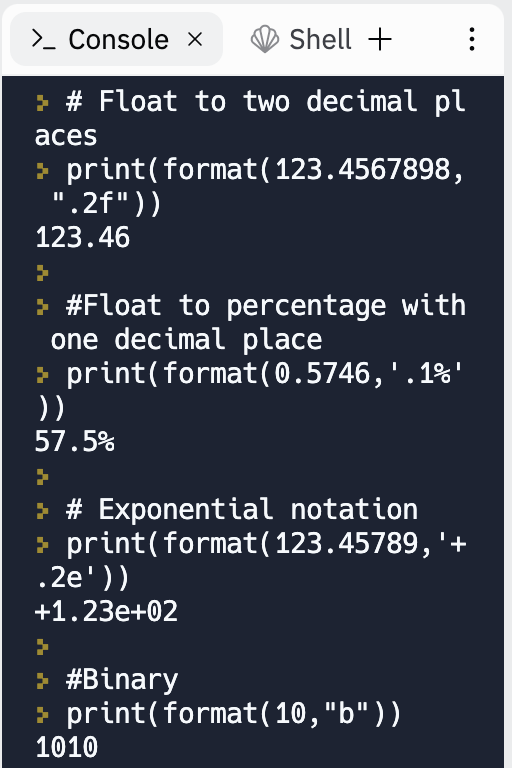 >_ Console × Shell +
# Float to two decimal pl
aces
print(format(123.4567898,
".2f"))
123.46
#Float to percentage with
one decimal place
print(format(0.5746,'.1%'
))
57.5%
# Exponential notation
print(format(123.45789,'+
.2e'))
+1.23e+02
#Binary
print(format(10,"b"))
1010